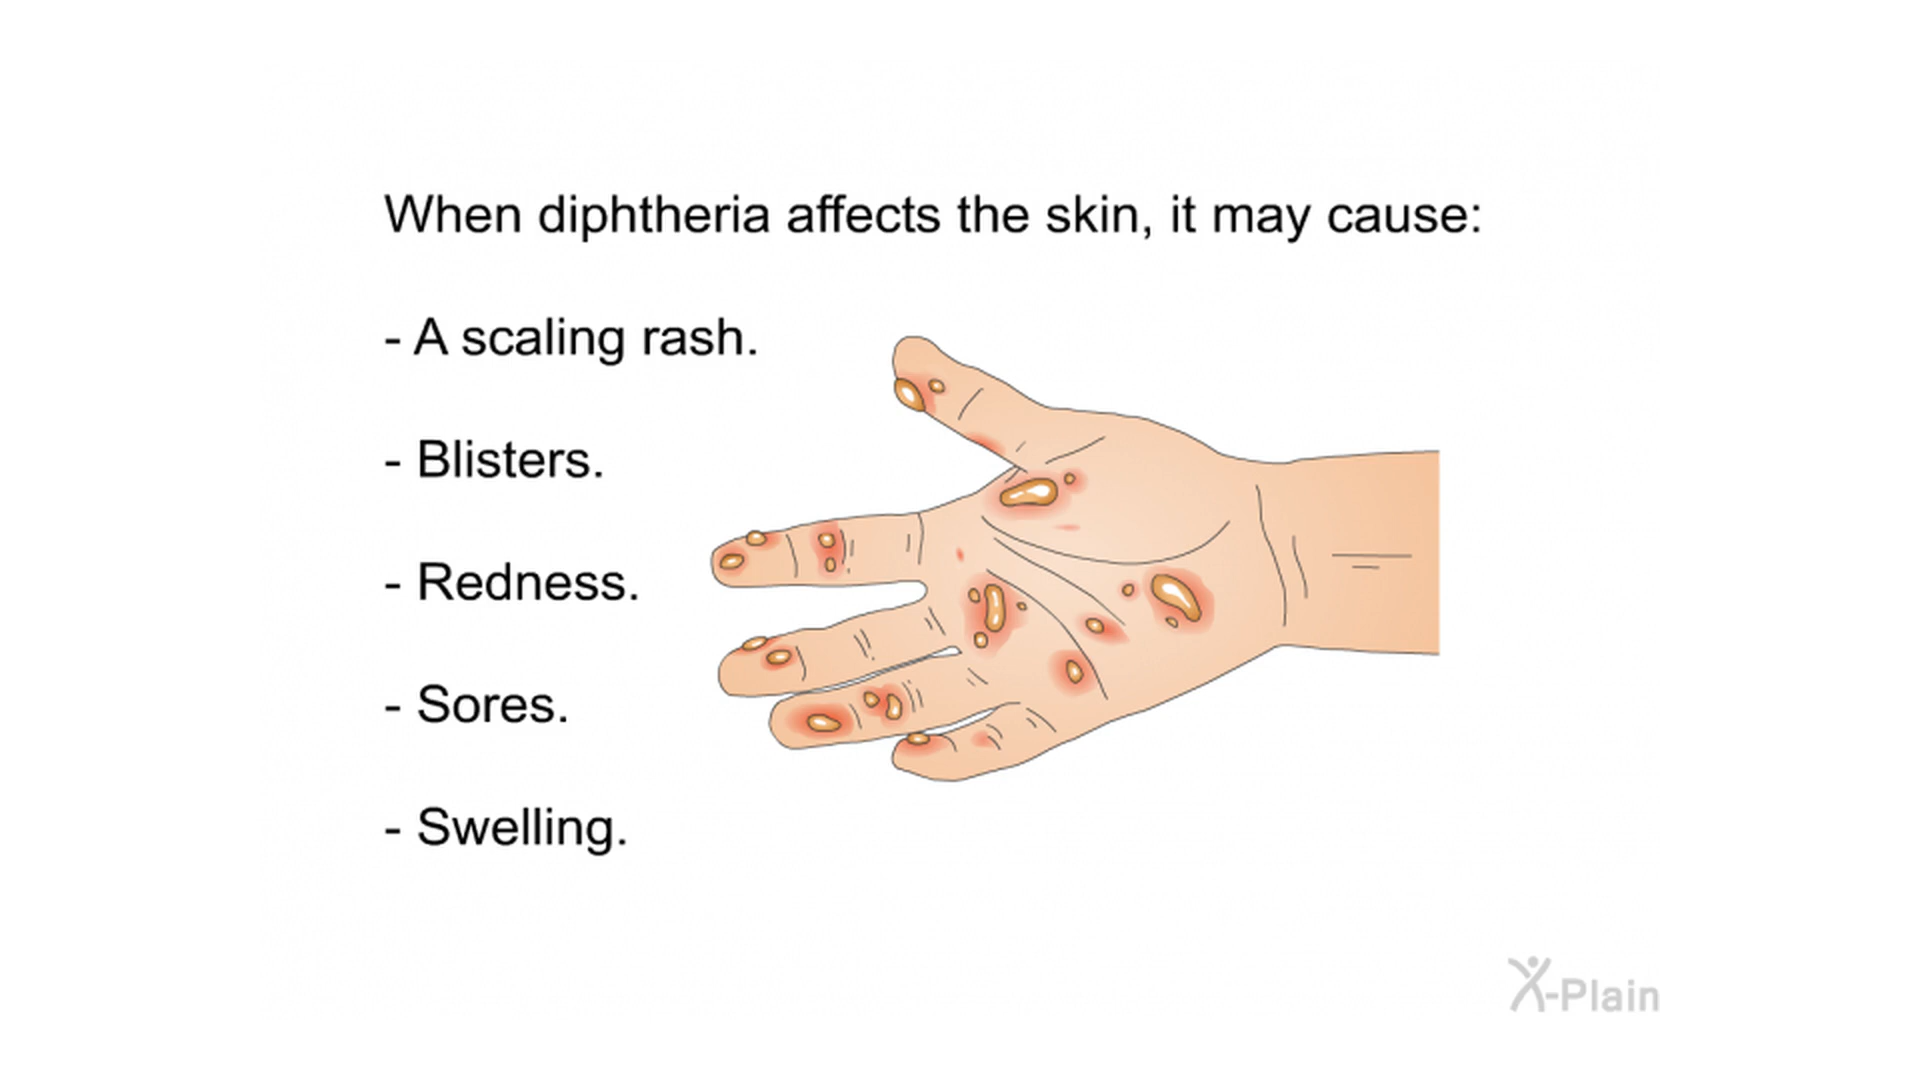 When diphtheria affects the skin, it may cause:
- A scaling rash.
- Blisters.
- Redness.
- Sores.
- Swelling.
X-Plain